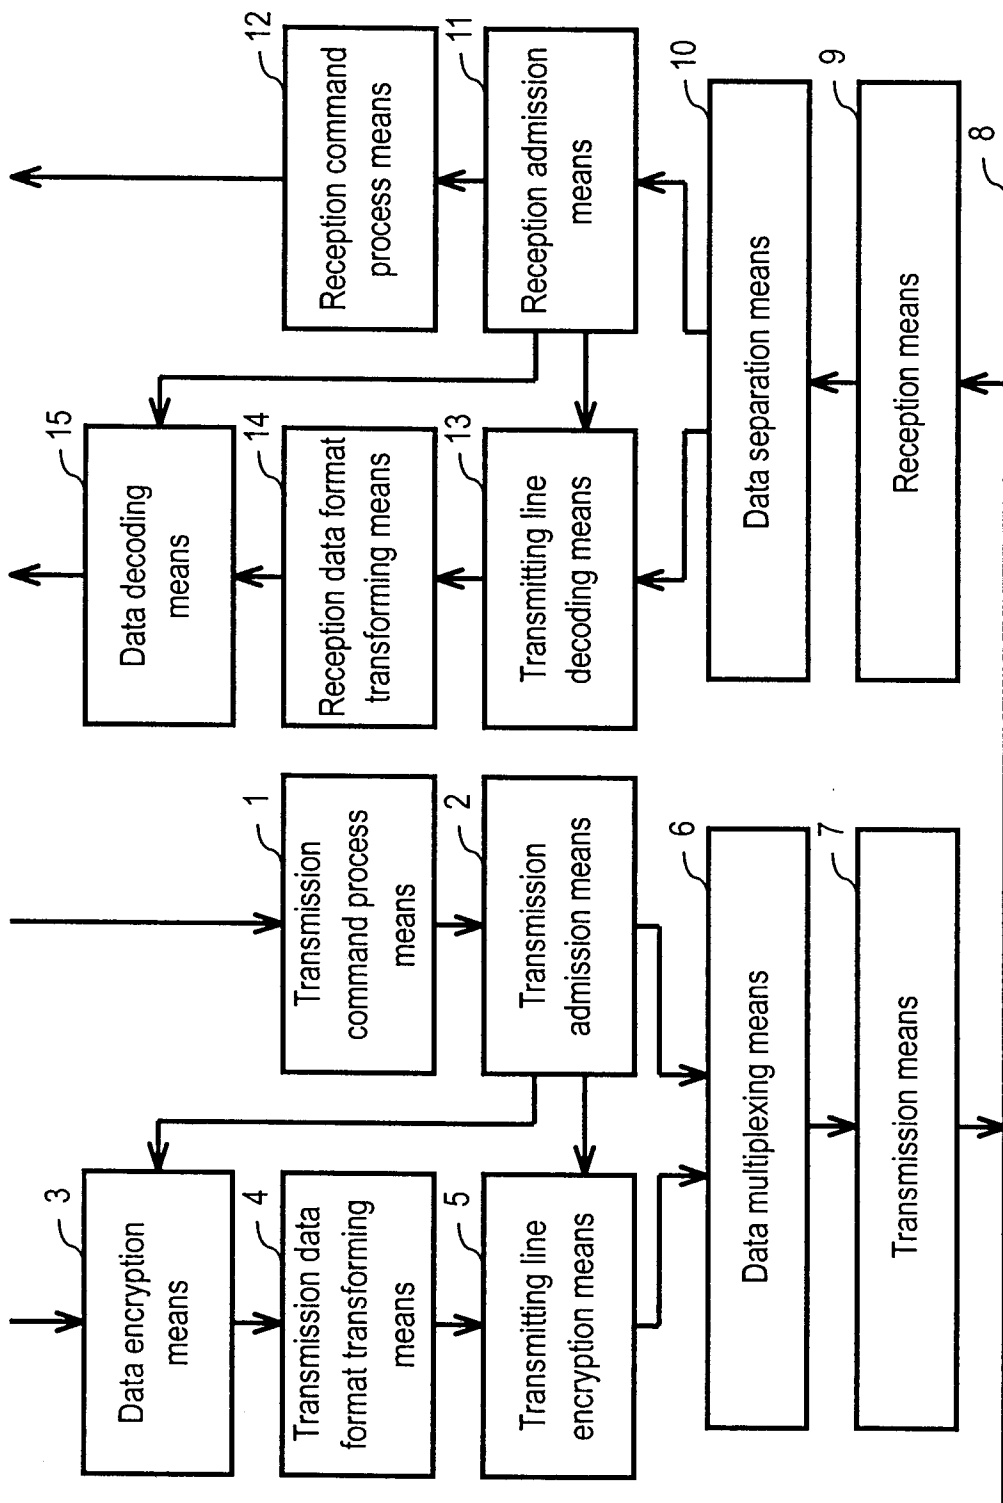 3
Data encryption
means
4
Transmission data
format transforming
means
5
Transmitting line
encryption means
1
Transmission
command process
means
2
Transmission
admission means
6
Data multiplexing means
7
Transmission means
15
Data decoding
means
14
Reception data format
transforming means
13
Transmitting line
decoding means
12
Reception command
process means
11
Reception admission
means
10
Data separation means
9
Reception means
8